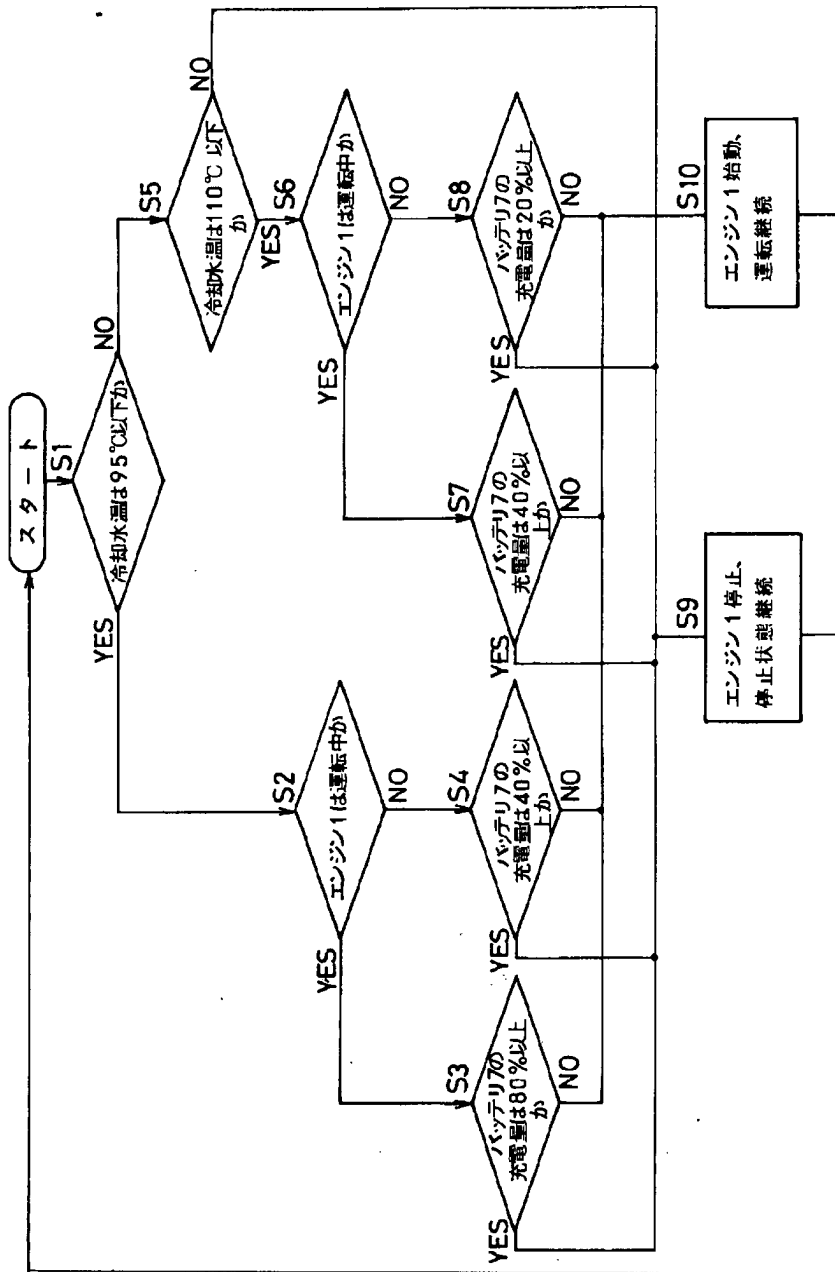 スタート
S1
冷却水温は95℃以下か
YES
NO
S5
冷却水温は110℃以下
か
NO
YES
S2
エンジン1は運転中か
YES
NO
S6
エンジン1は運転中か
YES
NO
S3
バッテリ7の
充電量は80%以上
か
YES
NO
S4
バッテリ7の
充電量は40%以
上か
YES
NO
S7
バッテリ7の
充電量は40%以
上か
YES
NO
S8
バッテリ7の
充電量は20%以上
か
YES
NO
S9
エンジン1停止、
停止状態継続
S10
エンジン1始動、
運転継続